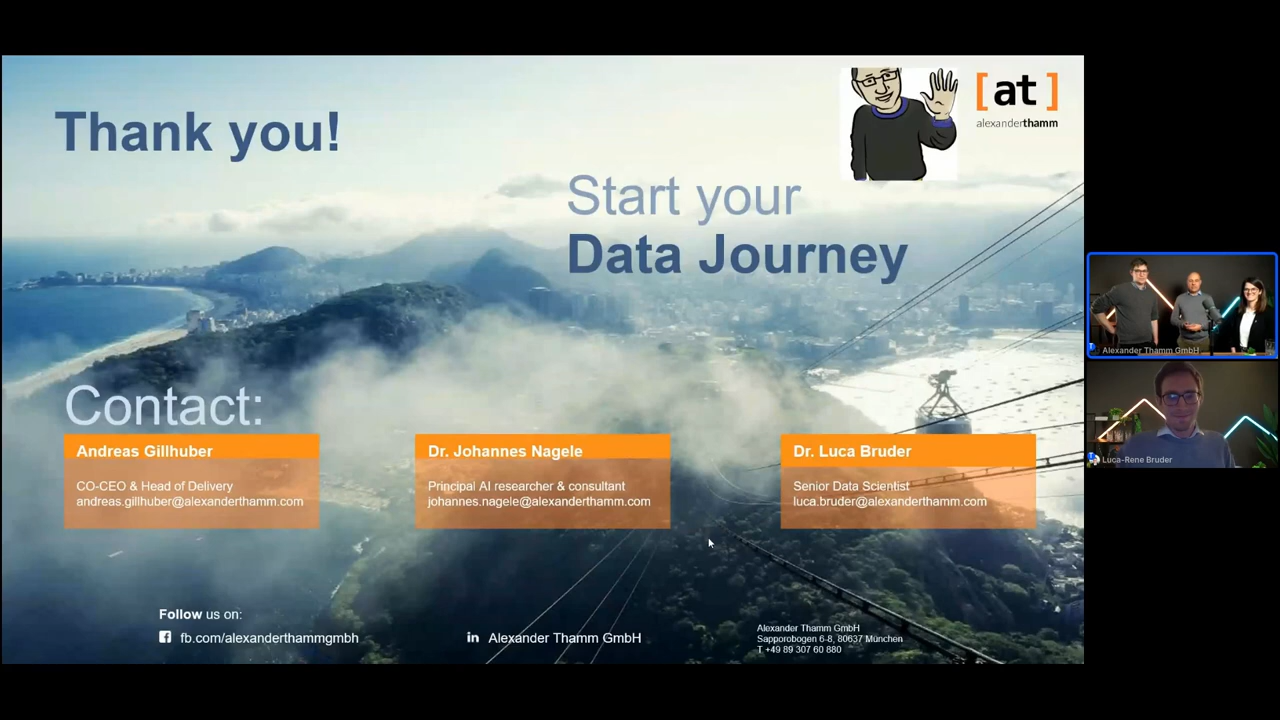 Thank you!
[at]
alexanderthamm
Start your
Data Journey
Contact:
Andreas Gillhuber
CO-CEO & Head of Delivery
andreas.gillhuber@alexanderthamm.com
Dr. Johannes Nagele
Principal AI researcher & consultant
johannes.nagele@alexanderthamm.com
Dr. Luca Bruder
Senior Data Scientist
luca.bruder@alexanderthamm.com
Follow us on:
fb.com/alexanderthammgmbh
in Alexander Thamm GmbH
Alexander Thamm GmbH
Sapporobogen 6-8, 80637 München
T +49 89 307 60 880
Alexander Thamm GmbH
Luca-Rene Bruder